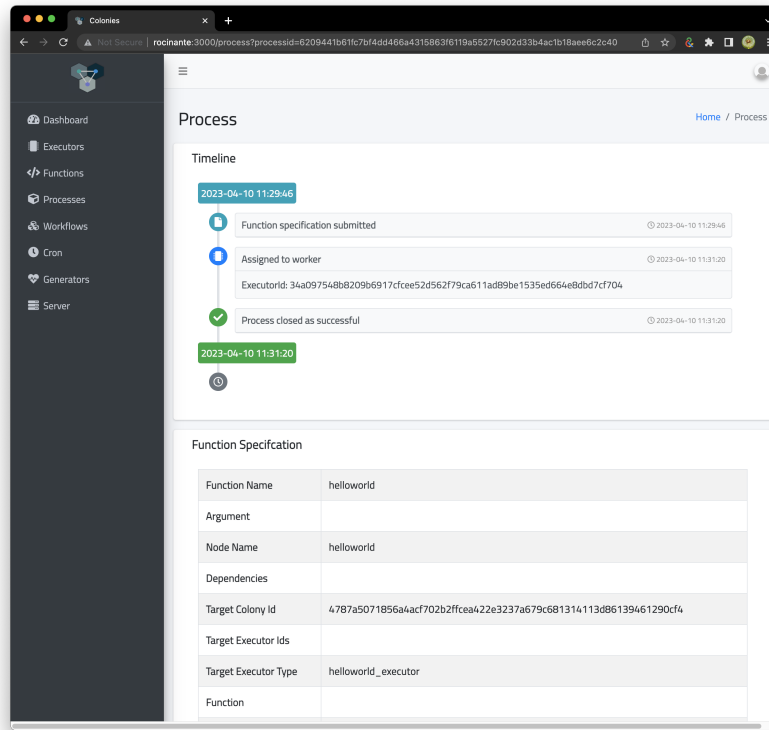 Colonies
Not Secure | rocinante:3000/process?processid=6209441b61fc7bf4dd466a4315863f6119a5527fc902d33b4ac1b18aee6c2c40
Dashboard
Executors
Functions
Processes
Workflows
Cron
Generators
Server
Process
Home / Process
Timeline
2023-04-10 11:29:46
Function specification submitted
2023-04-10 11:29:46
Assigned to worker
2023-04-10 11:31:20
ExecutorId: 34a097548b8209b6917cfcee52d562f79ca611ad89be1535ed664e8dbd7cf704
Process closed as successful
2023-04-10 11:31:20
2023-04-10 11:31:20
Function Specifcation
Function Name helloworld
Argument
Node Name helloworld
Dependencies
Target Colony Id 4787a5071856a4acf702b2ffcea422e3237a679c681314113d86139461290cf4
Target Executor Ids
Target Executor Type helloworld_executor
Function